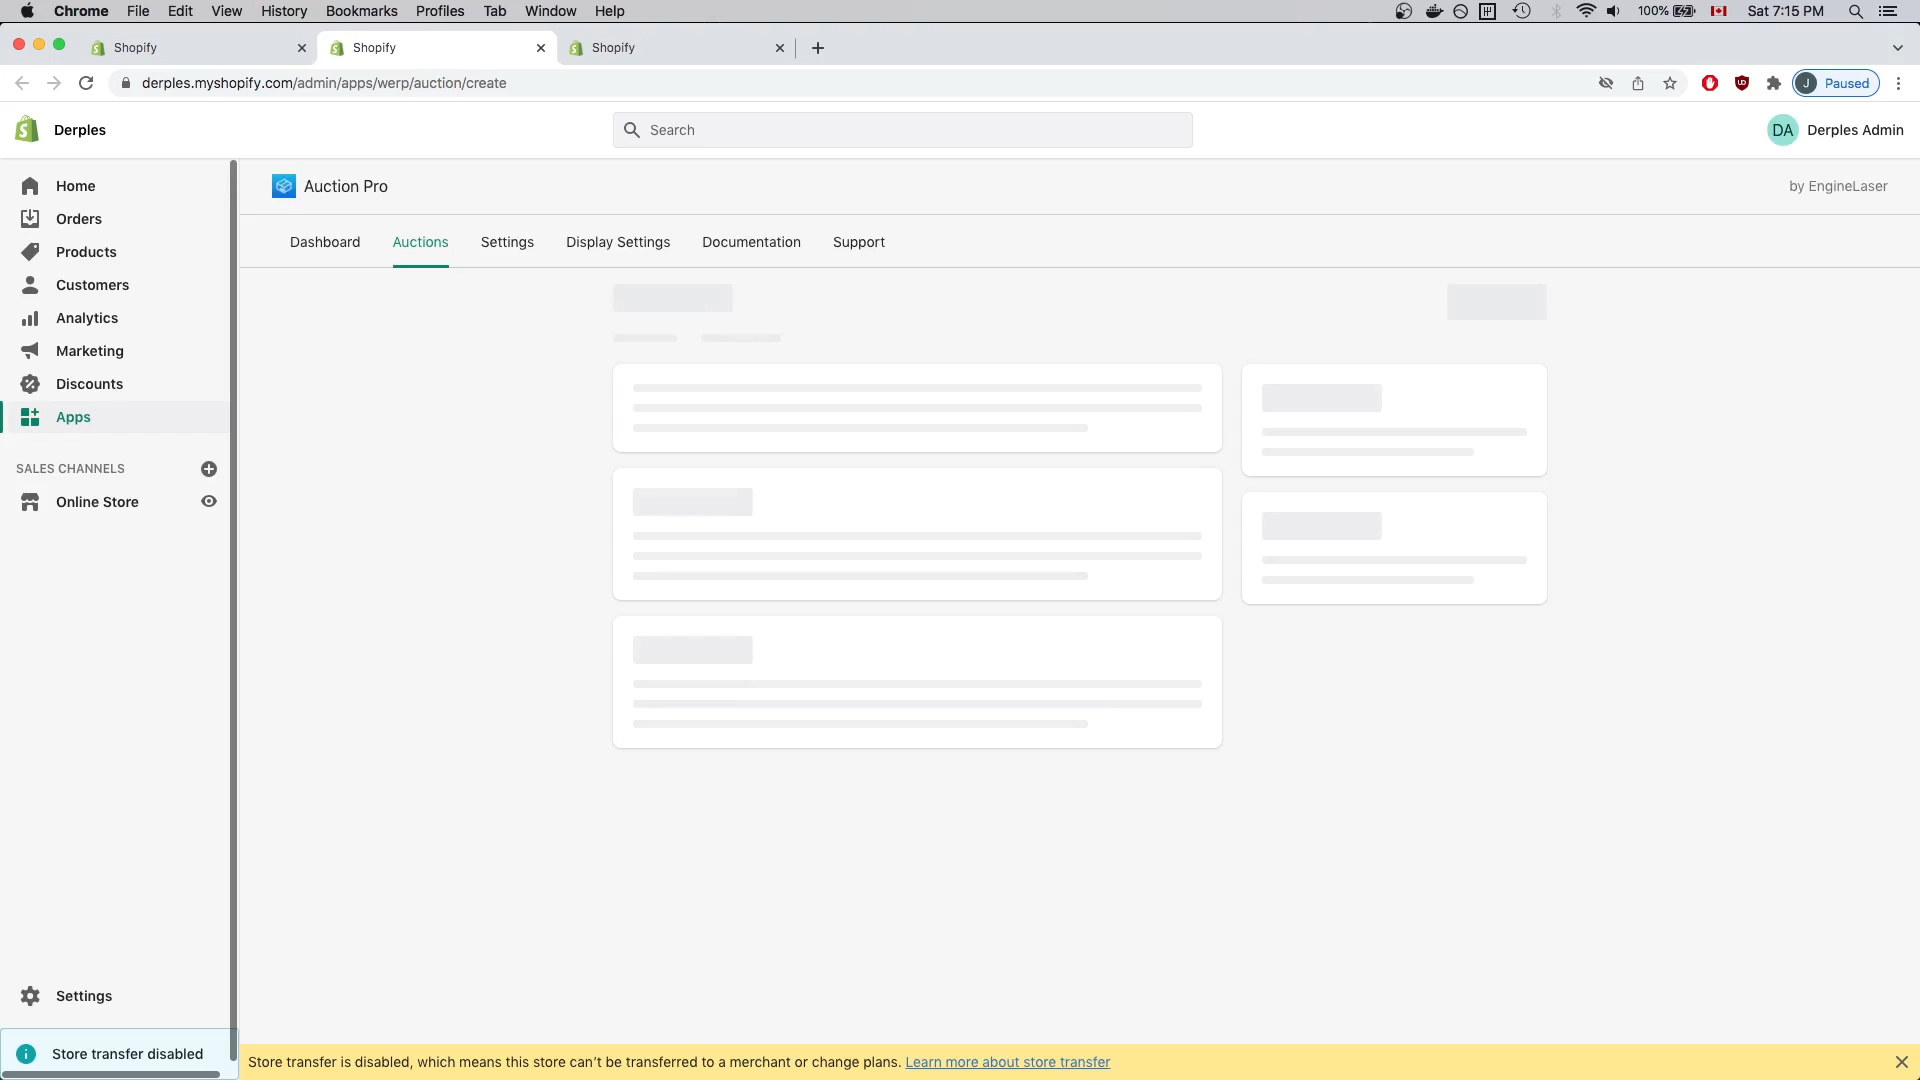 Chrome File Edit View History Bookmarks Profiles Tab Window Help 100% Sat 7:15 PM
Shopify Shopify Shopify
derples.myshopify.com/admin/apps/werp/auction/create J Paused
Derples Search DA Derples Admin
Home
Orders
Products
Customers
Analytics
Marketing
Discounts
Apps
SALES CHANNELS
Online Store
Settings
Store transfer disabled
Auction Pro by EngineLaser
Dashboard Auctions Settings Display Settings Documentation Support
Store transfer is disabled, which means this store can’t be transferred to a merchant or change plans. Learn more about store transfer